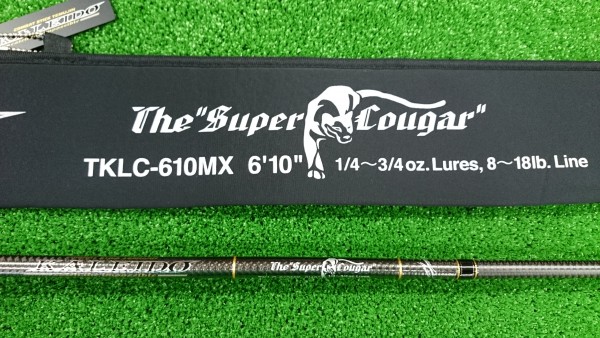 KALEIDO
The "Super Cougar"
TKLC-610MX 6'10" 1/4～3/4 oz. Lures, 8～18lb. Line
KALEIDO The "Super Cougar"